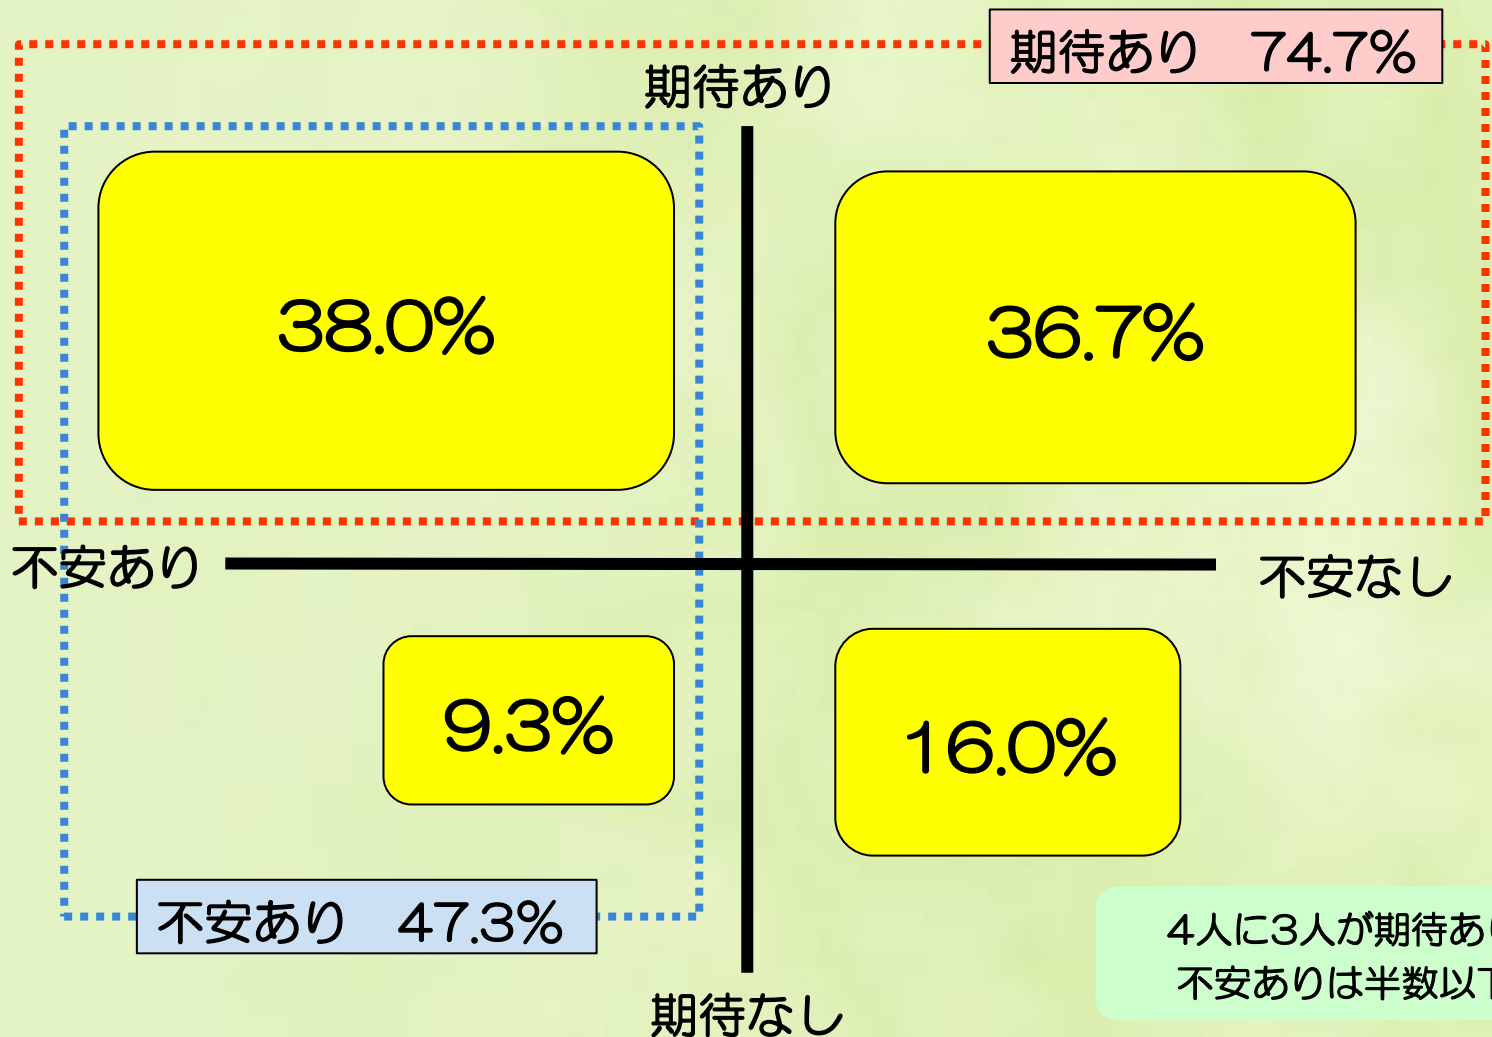 期待あり　74.7%
期待あり
38.0%
36.7%
不安あり
不安なし
9.3%
16.0%
不安あり　47.3%
4人に3人が期待あり
不安ありは半数以下
期待なし